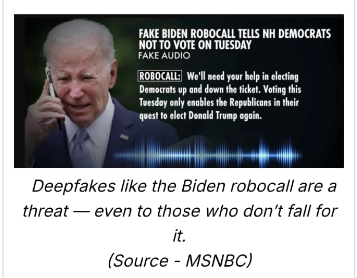 FAKE BIDEN ROBOCALL TELLS NH DEMOCRATS
NOT TO VOTE ON TUESDAY
FAKE AUDIO
ROBOCALL: We'll need your help in electing
Democrats up and down the ticket. Voting this
Tuesday only enables the Republicans in their
quest to elect Donald Trump again.
Deepfakes like the Biden robocall are a
threat — even to those who don't fall for
it.
(Source - MSNBC)